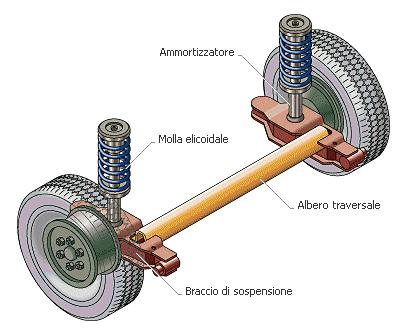 Ammortizzatore
Molla elicoidale
Albero traversale
Braccio di sospensione